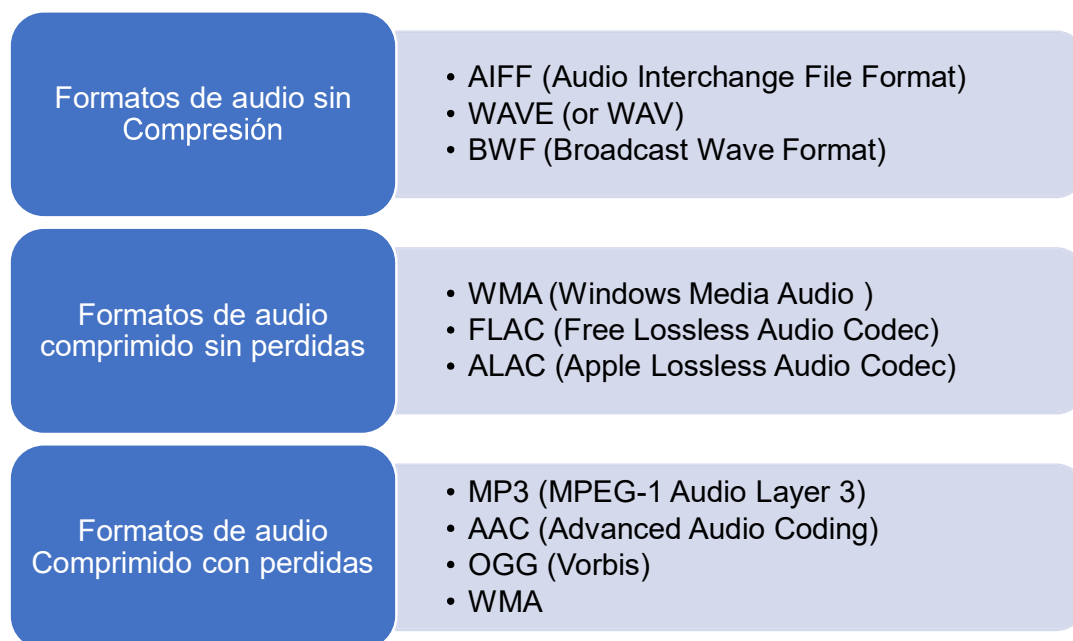 Formatos de audio sin
Compresión
• AIFF (Audio Interchange File Format)
• WAVE (or WAV)
• BWF (Broadcast Wave Format)
Formatos de audio
comprimido sin perdidas
• WMA (Windows Media Audio )
• FLAC (Free Lossless Audio Codec)
• ALAC (Apple Lossless Audio Codec)
Formatos de audio
Comprimido con perdidas
• MP3 (MPEG-1 Audio Layer 3)
• AAC (Advanced Audio Coding)
• OGG (Vorbis)
• WMA